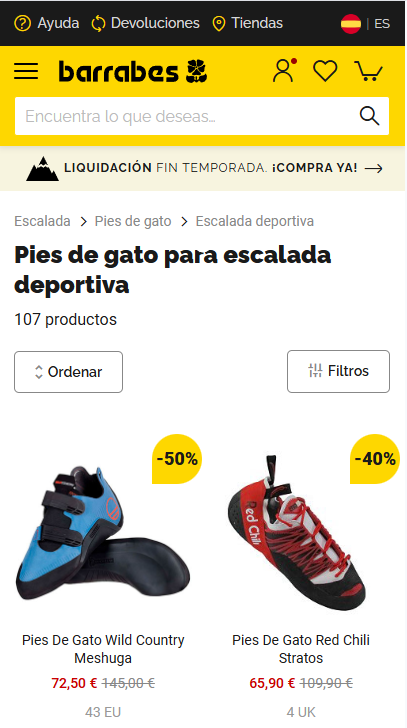 Ayuda Devoluciones Tiendas | ES
barrabes
Encuentra lo que deseas...
LIQUIDACIÓN FIN TEMPORADA. ¡COMPRA YA!
Escalada > Pies de gato > Escalada deportiva
Pies de gato para escalada
deportiva
107 productos
Ordenar Filtros
-50% -40%
Red Chili
Pies De Gato Wild Country
Meshuga
72,50 € 145,00 €
43 EU
Pies De Gato Red Chili
Stratos
65,90 € 109,90 €
4 UK